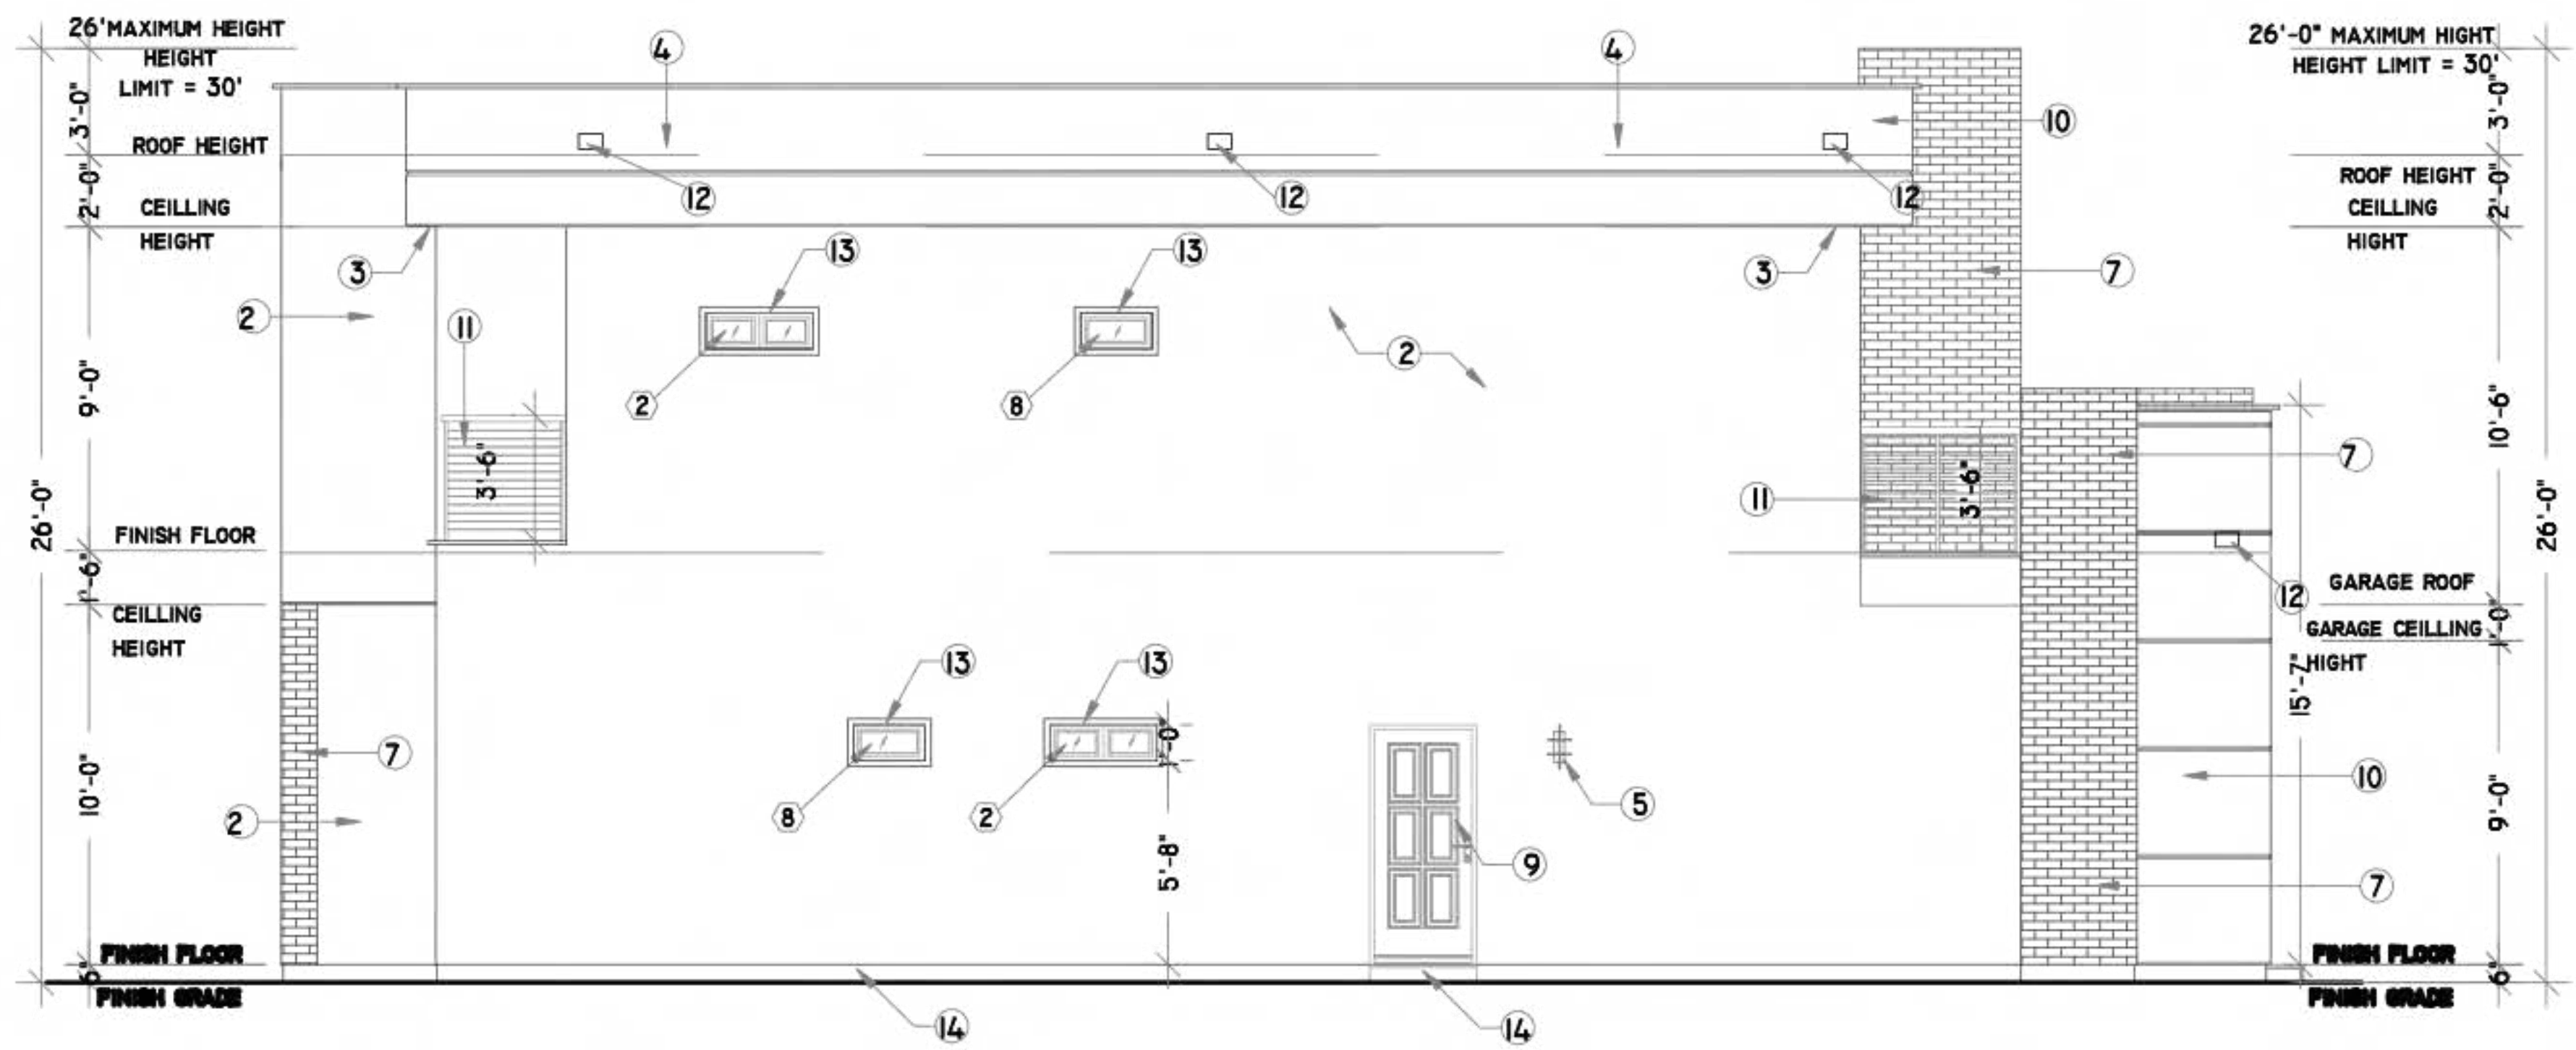 26'MAXIMUM HEIGHT
HEIGHT
LIMIT = 30'
26'-0" MAXIMUM HIGHT
HEIGHT LIMIT = 30'
4
4
3'-0"
3'-0"
10
ROOF HEIGHT
12
12
12
ROOF HEIGHT
2'-0"
2'-0"
CEILLING
HEIGHT
CEILLING
HIGHT
13
13
3
3
7
2
11
2
2
8
9'-0"
10'-6"
3'-6"
3'-6"
7
11
26'-0"
26'-0"
FINISH FLOOR
1'-6"
12
GARAGE ROOF
CEILLING
HEIGHT
1'-0"
GARAGE CEILLING
HIGHT
13
13
15'-7"
7
1'-0"
10
10'-0"
2
8
2
5
9'-0"
5'-8"
9
7
FINISH FLOOR
FINISH FLOOR
6"
6"
FINISH GRADE
FINISH GRADE
14
14